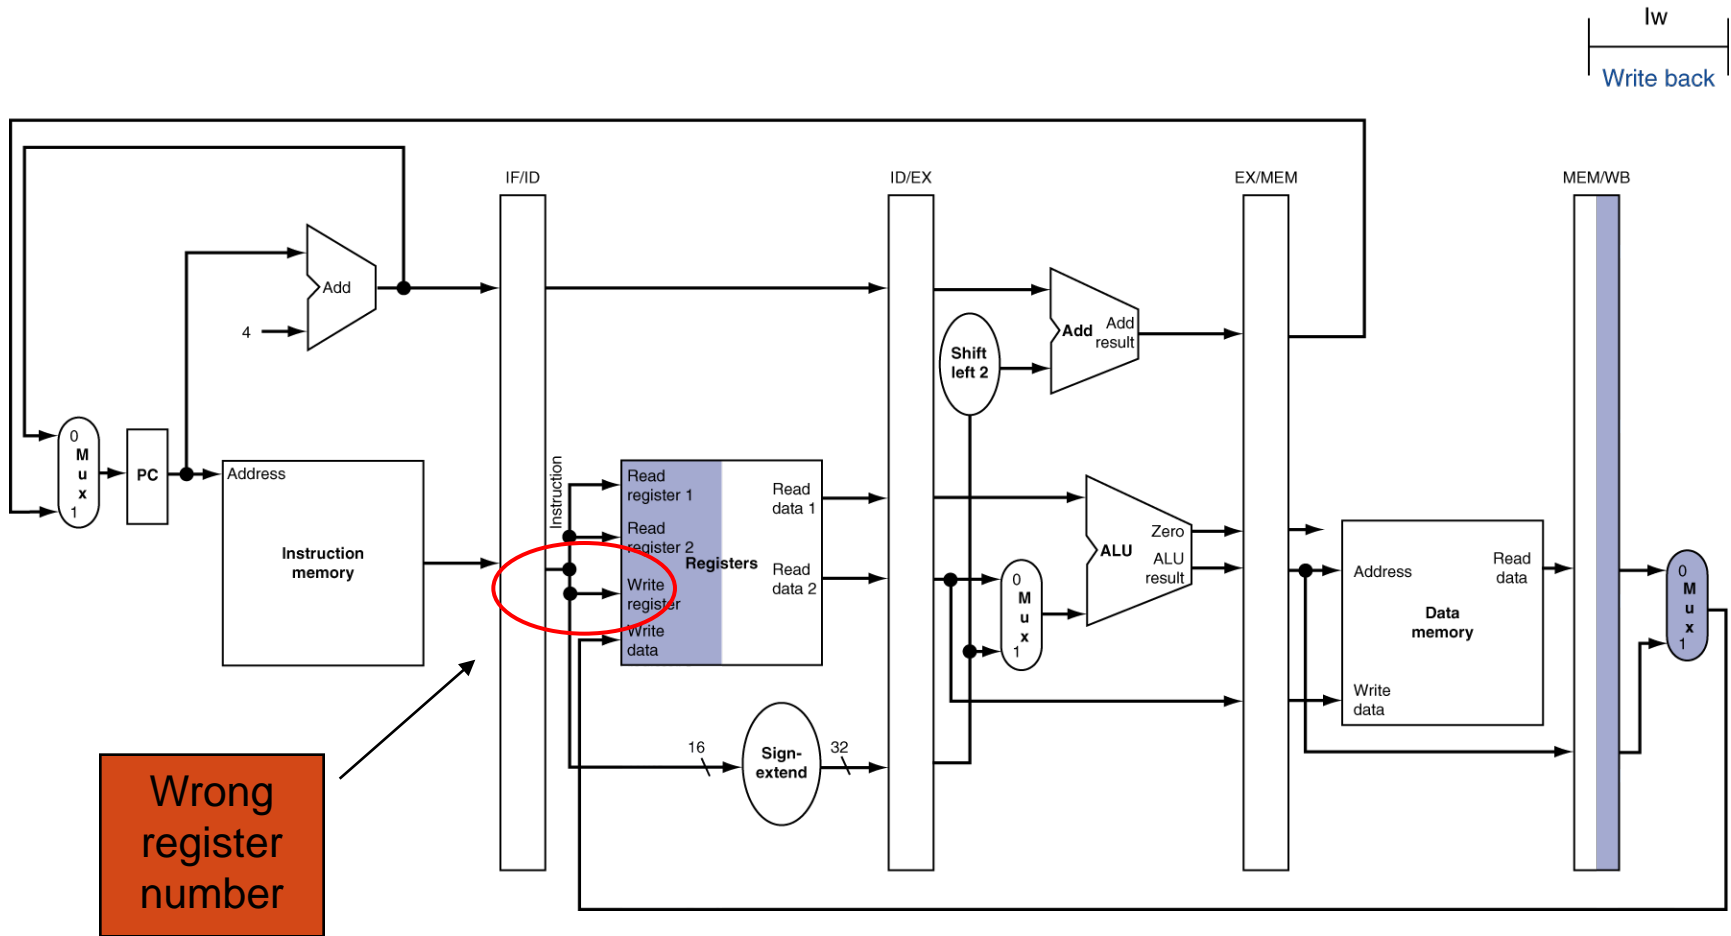 lw
Write back
IF/ID
ID/EX
EX/MEM
MEM/WB
Add
4
Shift
left 2
Add
Add
result
0
M
u
x
1
PC
Address
Instruction
memory
Instruction
Read
register 1
Read
register 2
Write
register
Write
data
Registers
Read
data 1
Read
data 2
16
Sign-
extend
32
0
M
u
x
1
Zero
ALU
ALU
result
Address
Write
data
Data
memory
Read
data
0
M
u
x
1
Wrong
register
number